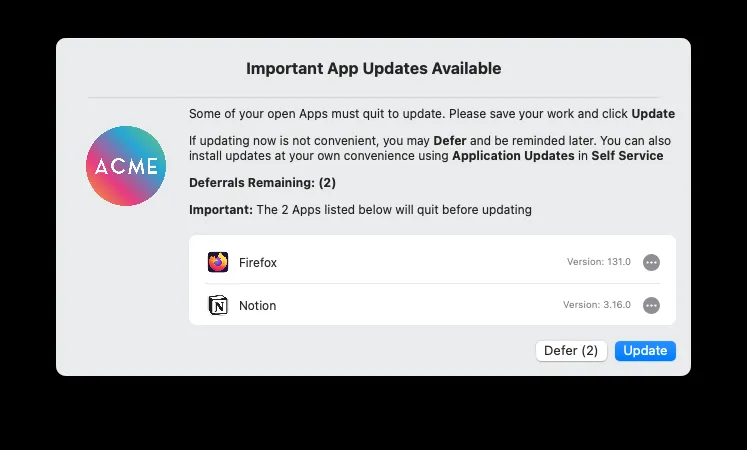 Important App Updates Available
Some of your open Apps must quit to update. Please save your work and click Update
ACME
If updating now is not convenient, you may Defer and be reminded later. You can also
install updates at your own convenience using Application Updates in Self Service
Deferrals Remaining: (2)
Important: The 2 Apps listed below will quit before updating
Firefox Version: 131.0
N Notion Version: 3.16.0
Defer (2) Update